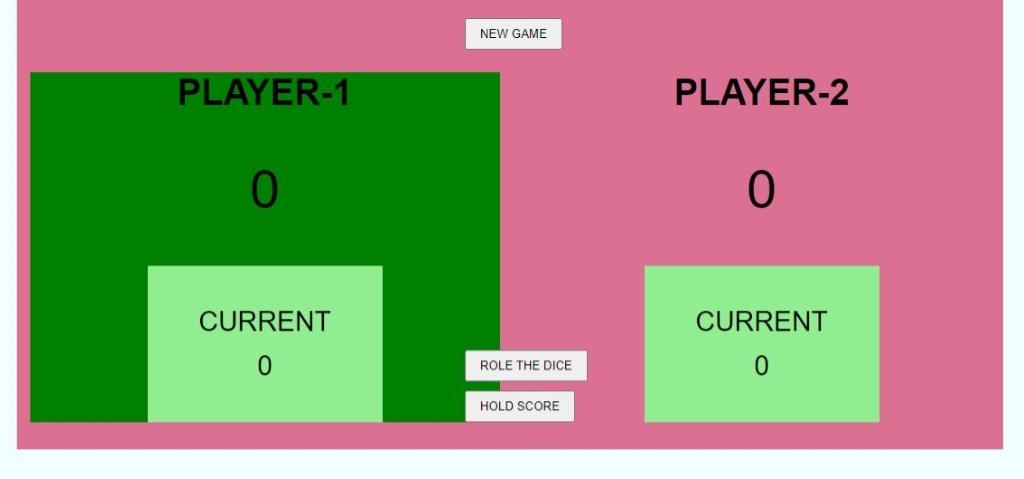 NEW GAME
PLAYER-1
0
CURRENT
0
PLAYER-2
0
CURRENT
0
ROLE THE DICE
HOLD SCORE